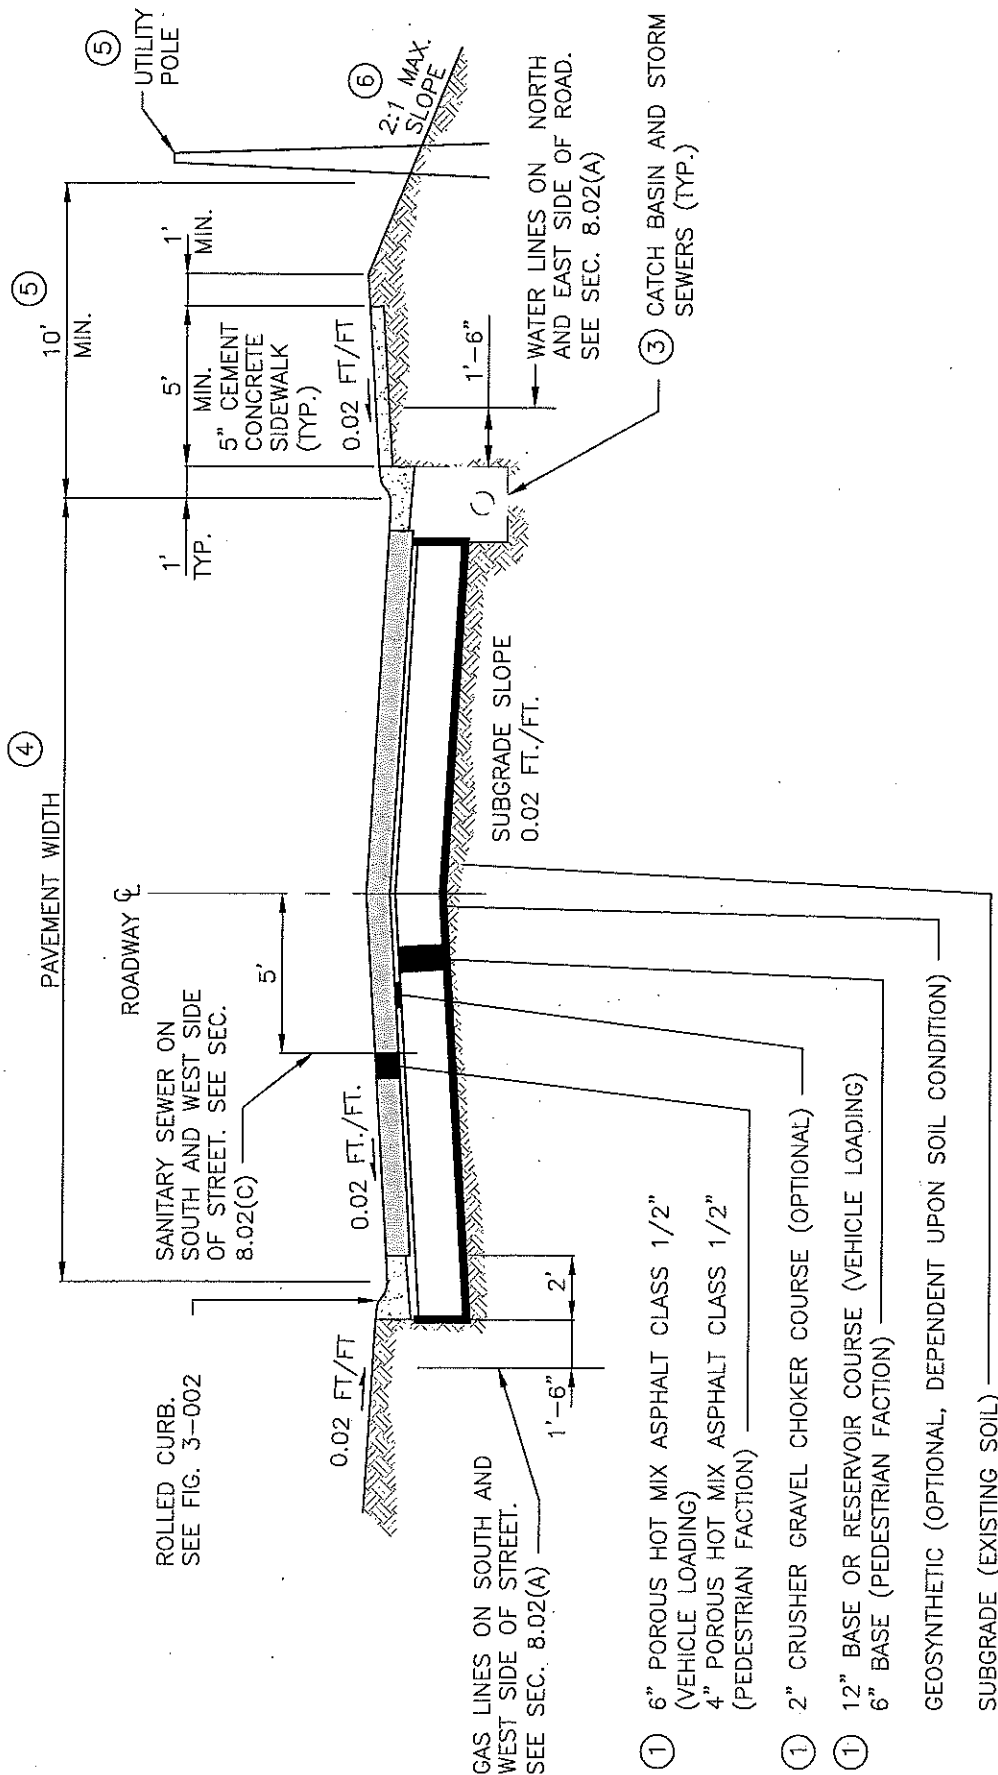 4
PAVEMENT WIDTH
ROADWAY ℄
5
10'
MIN.
5
UTILITY
POLE
1'
TYP.
5'
MIN.
1'
MIN.
5" CEMENT
CONCRETE
SIDEWALK
(TYP.)
0.02 FT/FT
6
2:1 MAX.
SLOPE
ROLLED CURB.
SEE FIG. 3-002
SANITARY SEWER ON
SOUTH AND WEST SIDE
OF STREET. SEE SEC.
8.02(C)
5'
0.02 FT/FT
0.02 FT./FT.
2'
1'-6"
GAS LINES ON SOUTH AND
WEST SIDE OF STREET.
SEE SEC. 8.02(A)
SUBGRADE SLOPE
0.02 FT./FT.
1'-6"
WATER LINES ON NORTH
AND EAST SIDE OF ROAD.
SEE SEC. 8.02(A)
3 CATCH BASIN AND STORM
SEWERS (TYP.)
1 6" POROUS HOT MIX ASPHALT CLASS 1/2"
(VEHICLE LOADING)
4" POROUS HOT MIX ASPHALT CLASS 1/2"
(PEDESTRIAN FACTION)
1 2" CRUSHER GRAVEL CHOKER COURSE (OPTIONAL)
1 12" BASE OR RESERVOIR COURSE (VEHICLE LOADING)
6" BASE (PEDESTRIAN FACTION)
GEOSYNTHETIC (OPTIONAL, DEPENDENT UPON SOIL CONDITION)
SUBGRADE (EXISTING SOIL)